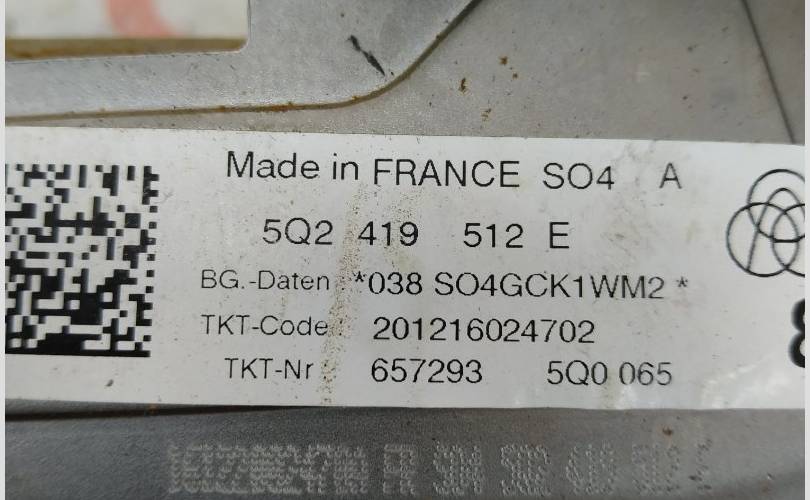 Made in FRANCE SO4 A
5Q2 419 512 E
BG.-Daten : *038 SO4GCK1WM2 *
TKT-Code : 201216024702
TKT-Nr : 657293 5Q0 065